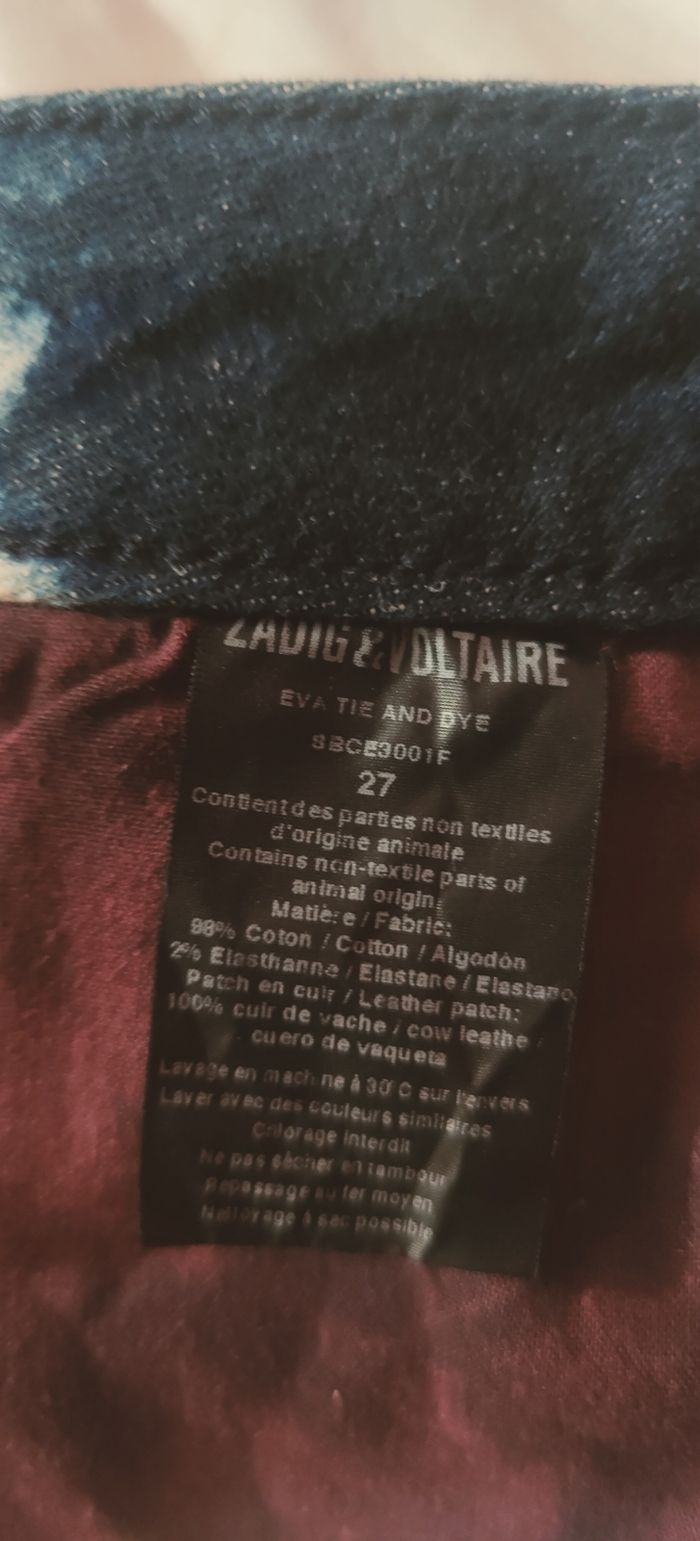 ZADIG & VOLTAIRE
EVA TIE AND DYE
SBCE3001F
27
Contient des parties non textiles
d'origine animale
Contains non-textile parts of
animal origin.
Matière / Fabric:
98% Coton / Cotton / Algodón
2% Elasthanne / Elastane / Elastano
Patch en cuir / Leather patch:
100% cuir de vache / cow leathe /
cuero de vaqueta
Lavage en machine à 30°C sur l'envers
Laver avec des couleurs similaires
Chlorage interdit
Ne pas sécher en tambour
Repassage au fer moyen
Nettoyage à sec possible